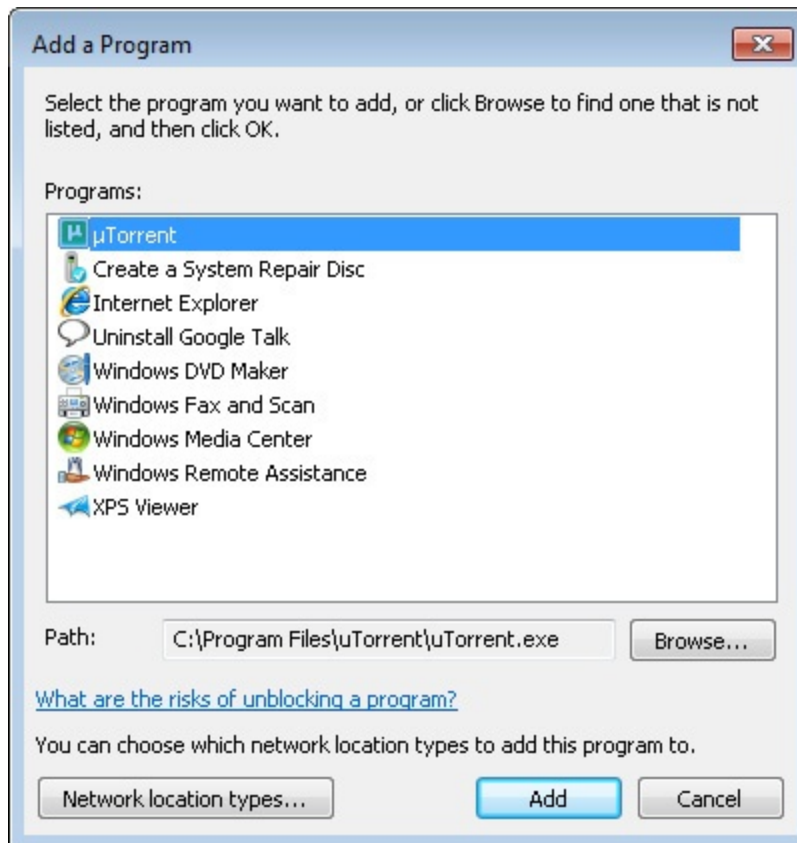 Add a Program
Select the program you want to add, or click Browse to find one that is not
listed, and then click OK.
Programs:
µ
µTorrent
Create a System Repair Disc
Internet Explorer
Uninstall Google Talk
Windows DVD Maker
Windows Fax and Scan
Windows Media Center
Windows Remote Assistance
XPS Viewer
Path:
C:\Program Files\uTorrent\uTorrent.exe
Browse...
What are the risks of unblocking a program?
You can choose which network location types to add this program to.
Network location types...
Add
Cancel